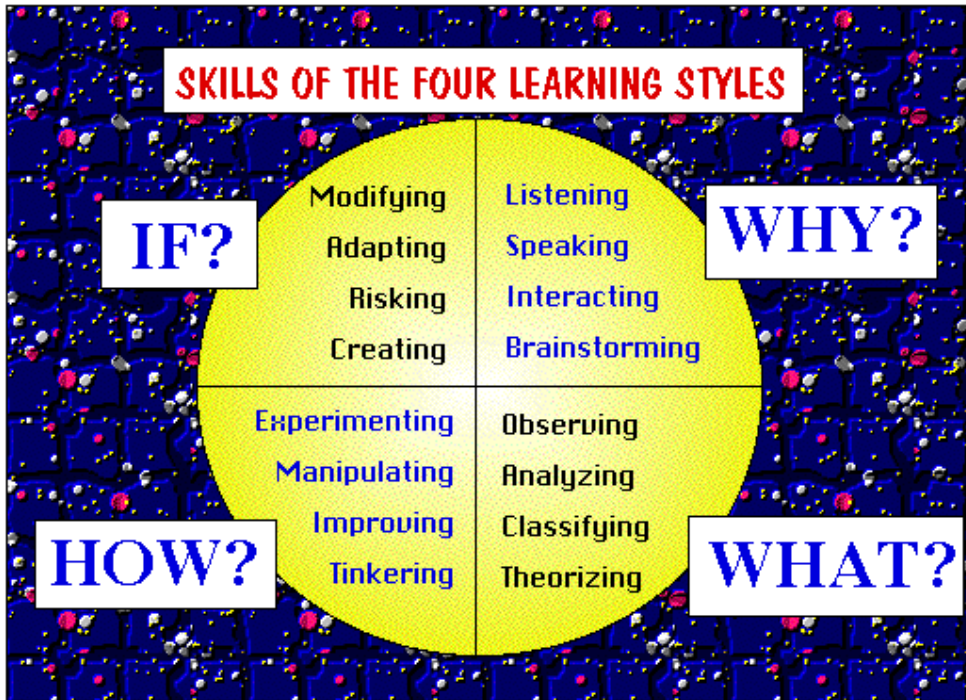 SKILLS OF THE FOUR LEARNING STYLES
IF?
Modifying
Adapting
Risking
Creating
WHY?
Listening
Speaking
Interacting
Brainstorming
HOW?
Experimenting
Manipulating
Improving
Tinkering
WHAT?
Observing
Analyzing
Classifying
Theorizing